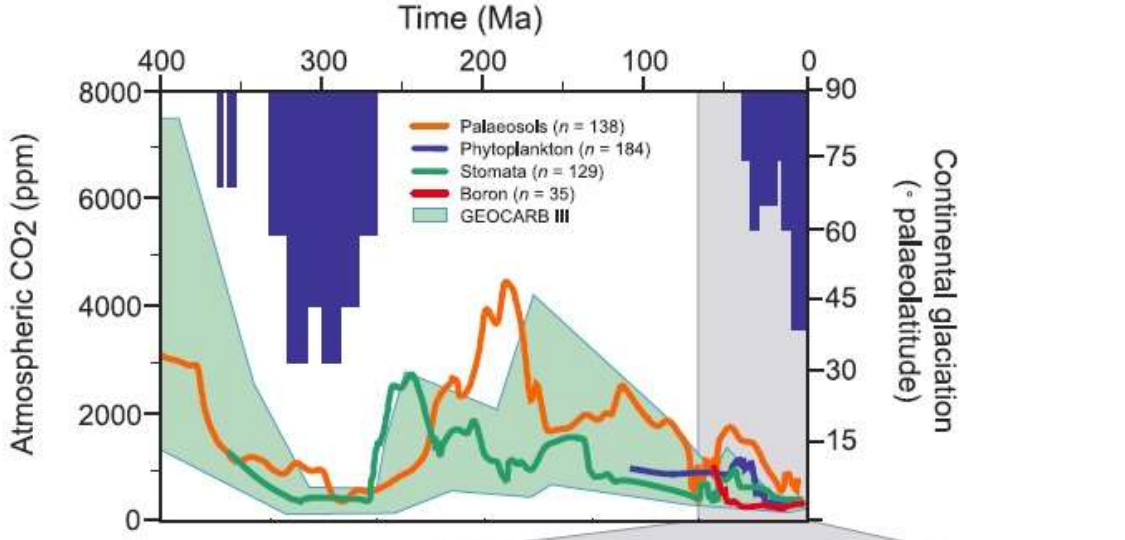 Time (Ma)
400 300 200 100 0
8000
6000
4000
2000
0
Atmospheric CO2 (ppm)
Palaeosols (n = 138)
Phytoplankton (n = 184)
Stomata (n = 129)
Boron (n = 35)
GEOCARB III
90
75
60
45
30
15
Continental glaciation
(° palaeolatitude)